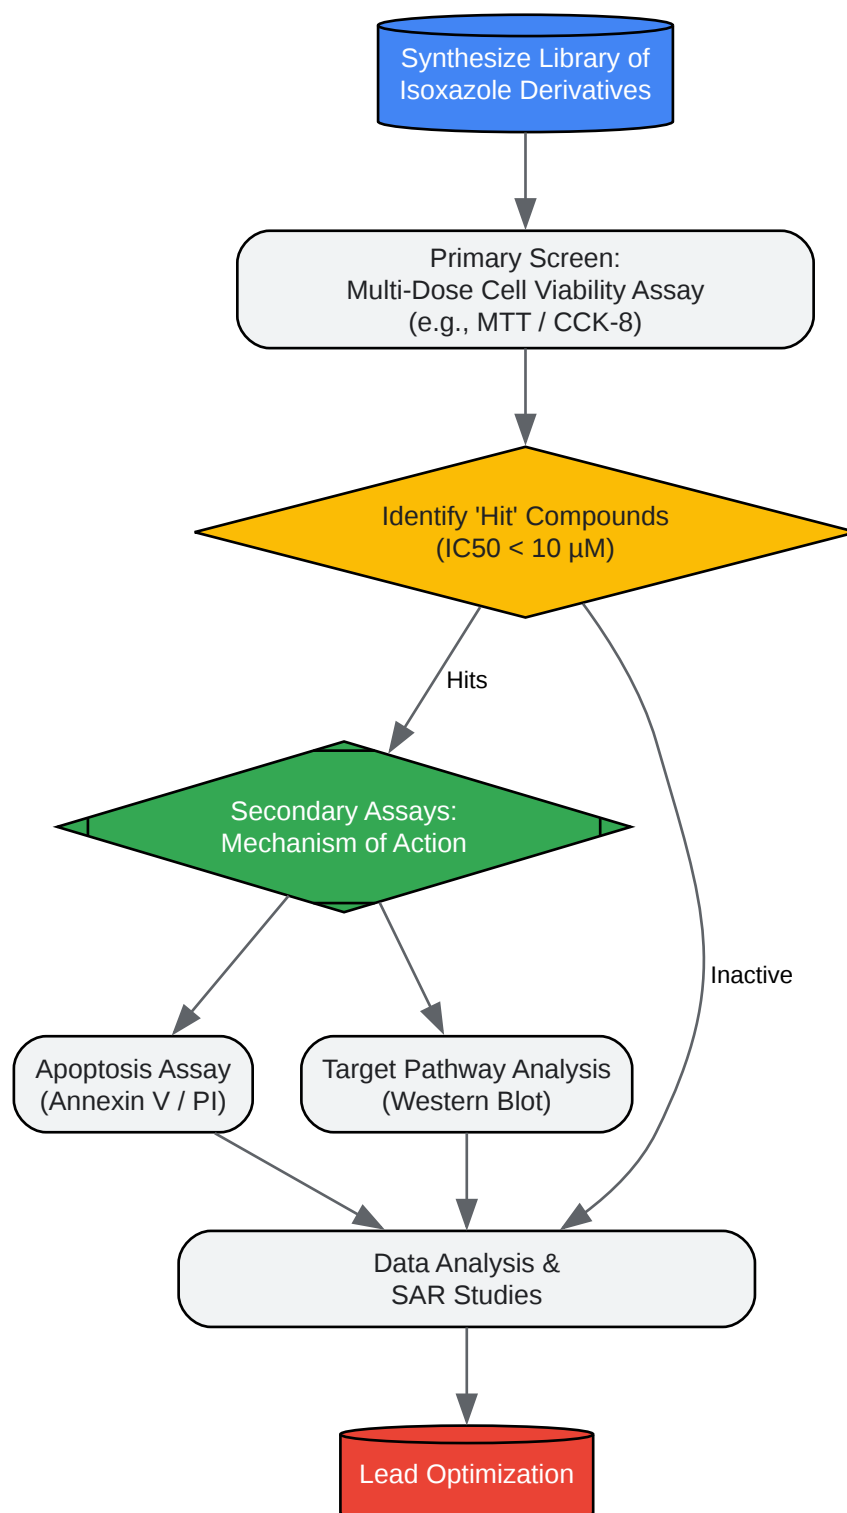 Synthesize Library of
Isoxazole Derivatives
Primary Screen:
Multi-Dose Cell Viability Assay
(e.g., MTT / CCK-8)
Identify 'Hit' Compounds
(IC50 < 10 µM)
Hits
Secondary Assays:
Mechanism of Action
Inactive
Apoptosis Assay
(Annexin V / PI)
Target Pathway Analysis
(Western Blot)
Data Analysis &
SAR Studies
Lead Optimization